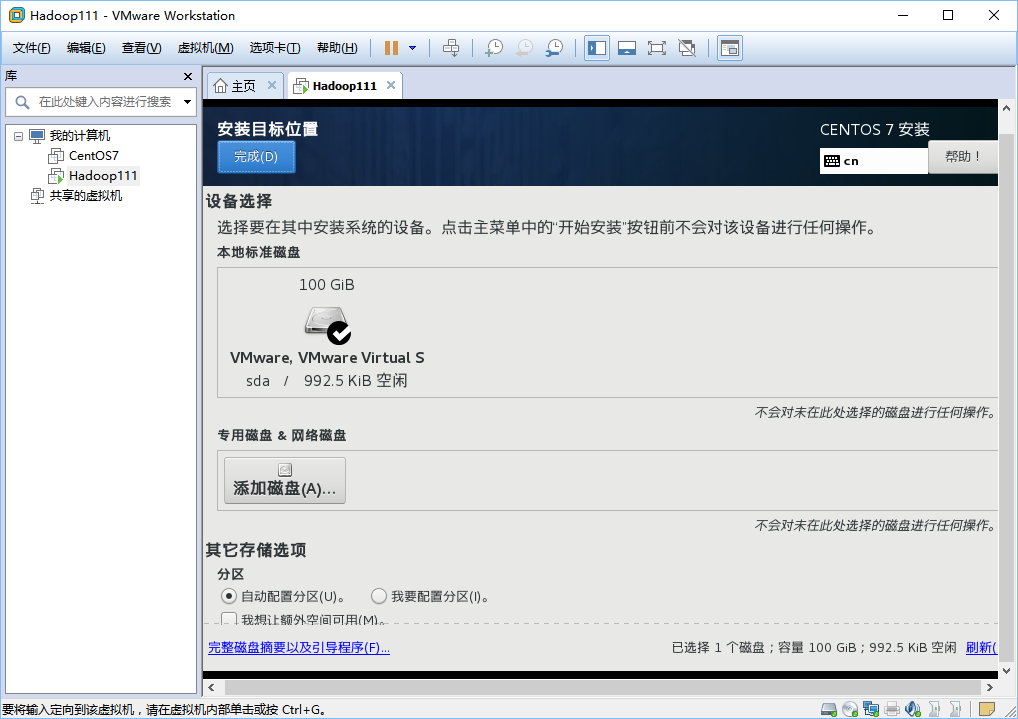 Hadoop111 - VMware Workstation
文件(F) 编辑(E) 查看(V) 虚拟机(M) 选项卡(T) 帮助(H)
库
在此处键入内容进行搜索
我的计算机
CentOS7
Hadoop111
共享的虚拟机
主页 Hadoop111
安装目标位置
完成(D)
CENTOS 7 安装
cn
帮助！
设备选择
选择要在其中安装系统的设备。点击主菜单中的“开始安装”按钮前不会对该设备进行任何操作。
本地标准磁盘
100 GiB
VMware, VMware Virtual S
sda / 992.5 KiB 空闲
不会对未在此处选择的磁盘进行任何操作。
专用磁盘 & 网络磁盘
添加磁盘(A)...
不会对未在此处选择的磁盘进行任何操作。
其它存储选项
分区
自动配置分区(U)。 我要配置分区(I)。
我想让额外空间可用(M)。
完整磁盘摘要以及引导程序(F)... 已选择 1 个磁盘；容量 100 GiB；992.5 KiB 空闲 刷新(
要将输入定向到该虚拟机，请在虚拟机内部单击或按 Ctrl+G。